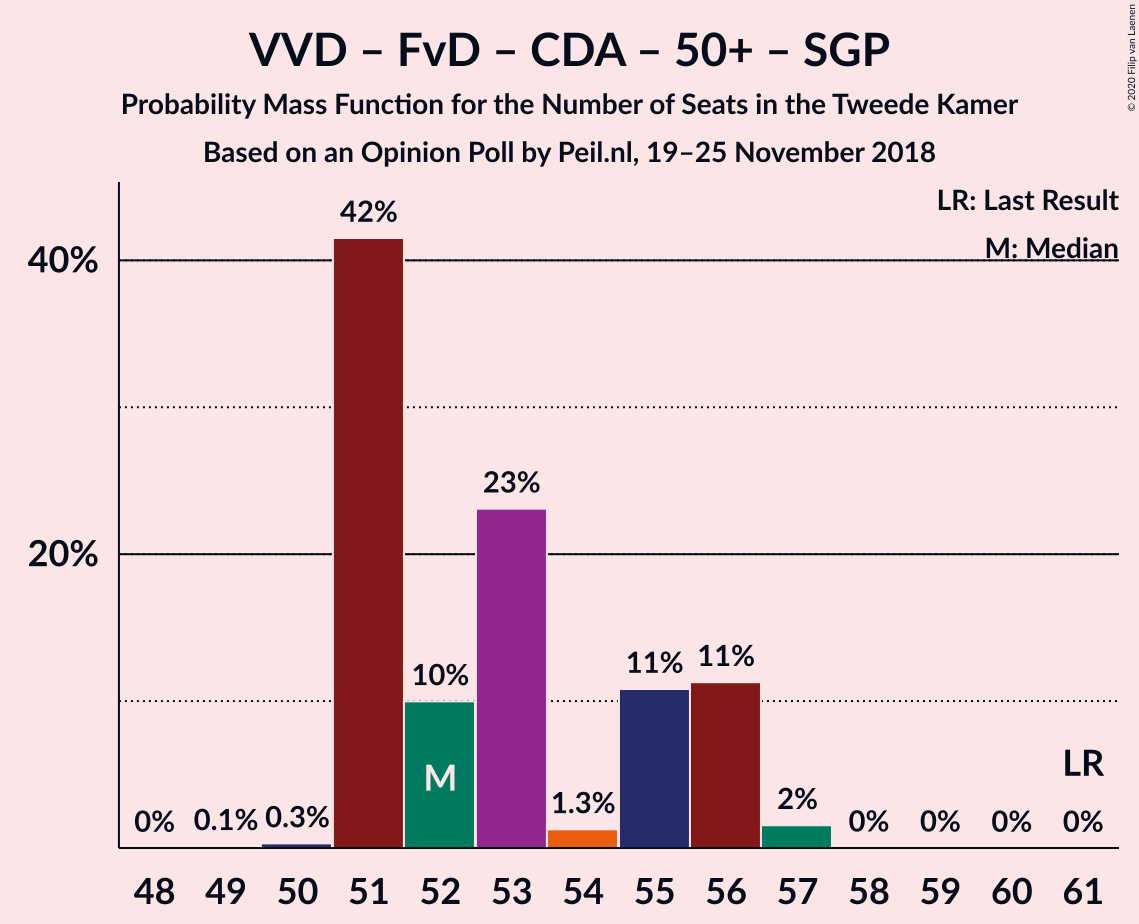 VVD – FvD – CDA – 50+ – SGP
Probability Mass Function for the Number of Seats in the Tweede Kamer
Based on an Opinion Poll by Peil.nl, 19–25 November 2018
© 2020 Filip van Laenen
LR: Last Result
M: Median
40%
20%
42%
23%
10%
11%
11%
M
LR
0%
0.1%
0.3%
1.3%
2%
0%
0%
0%
0%
48 49 50 51 52 53 54 55 56 57 58 59 60 61